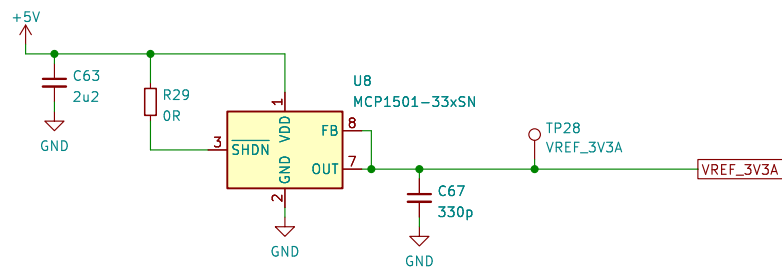 +5V
C63
2u2
GND
R29
0R
U8
MCP1501-33xSN
1
VDD
3
SHDN
GND
2
FB
8
OUT
7
GND
C67
330p
GND
TP28
VREF_3V3A
VREF_3V3A